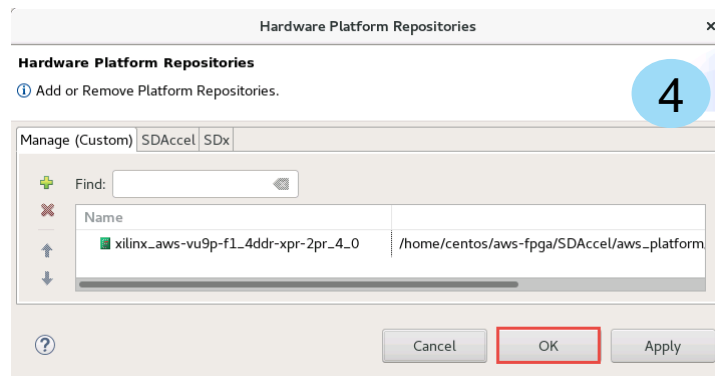 Hardware Platform Repositories
Hardware Platform Repositories
Add or Remove Platform Repositories.
4
Manage (Custom) SDAccel SDx
Find:
Name
xilinx_aws-vu9p-f1_4ddr-xpr-2pr_4_0 /home/centos/aws-fpga/SDAccel/aws_platform
Cancel OK Apply